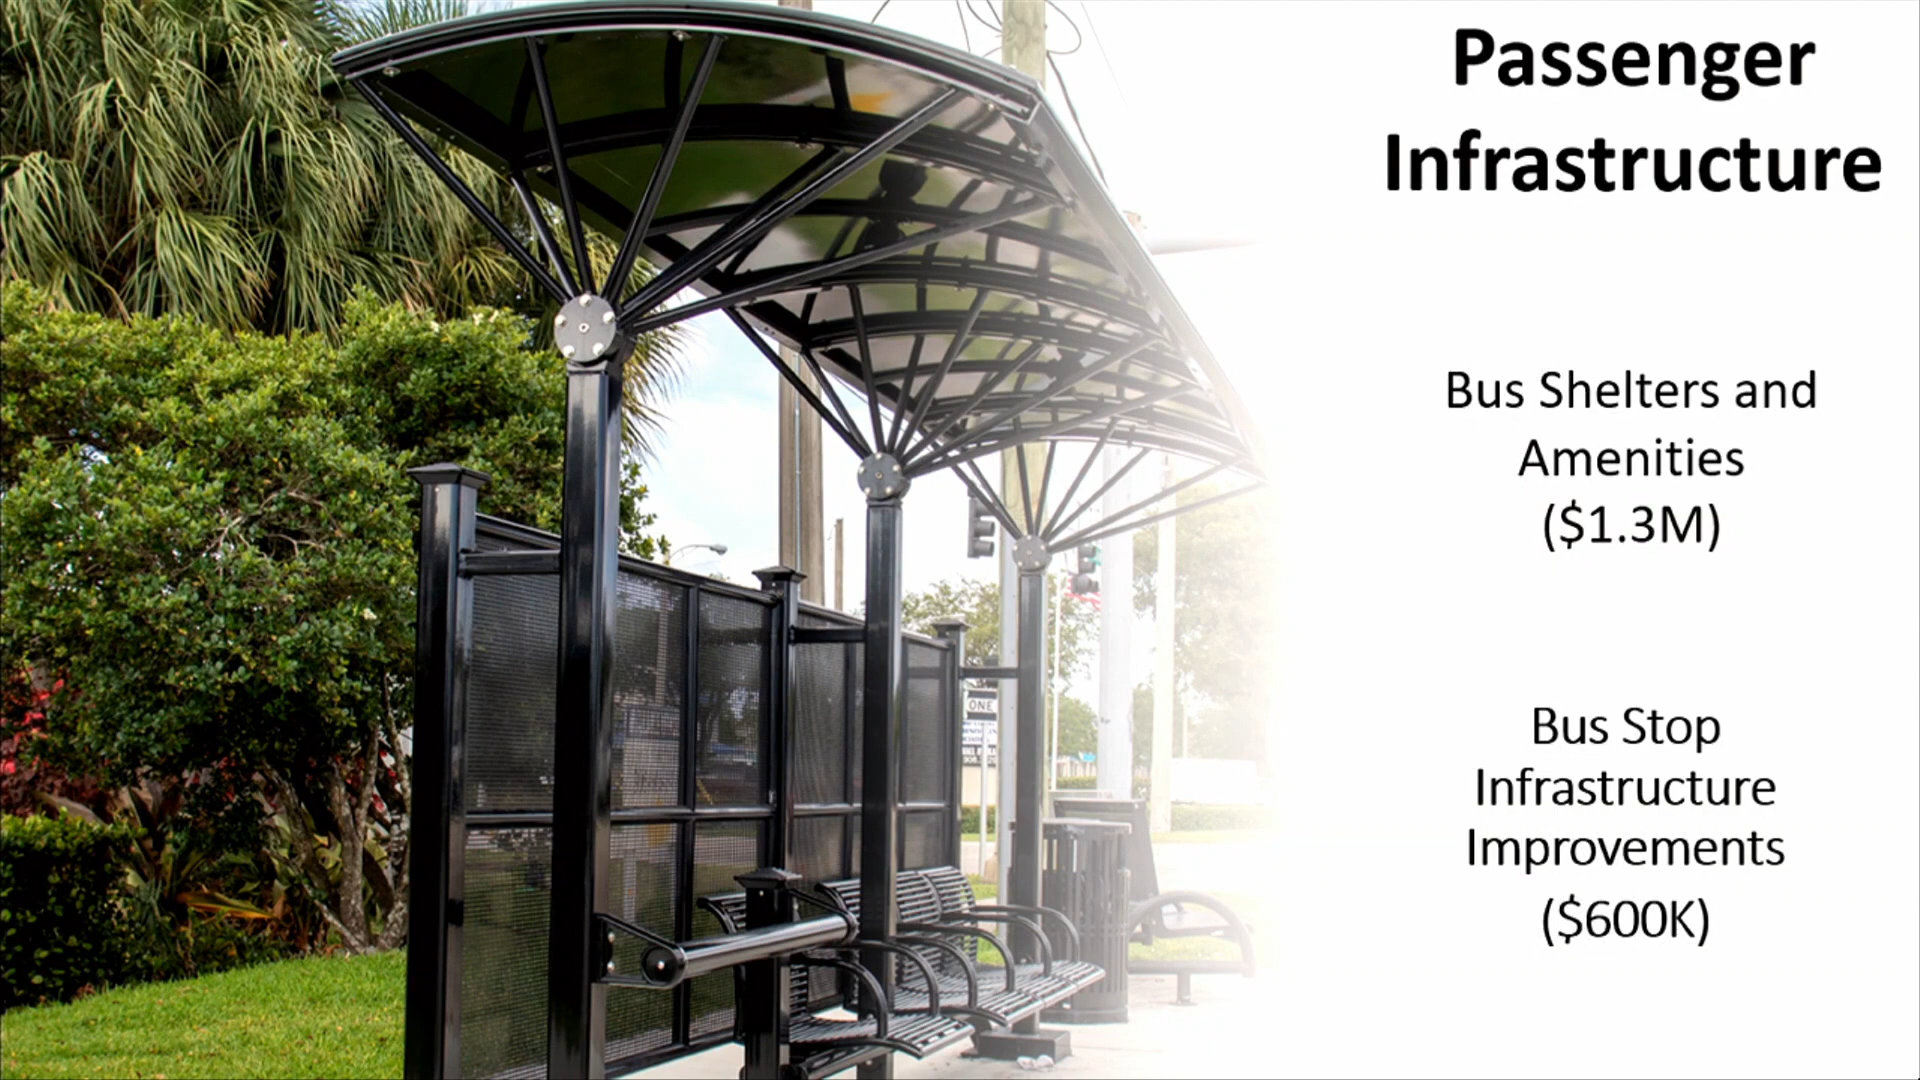 Passenger
Infrastructure
Bus Shelters and
Amenities
($1.3M)
Bus Stop
Infrastructure
Improvements
($600K)
ONE